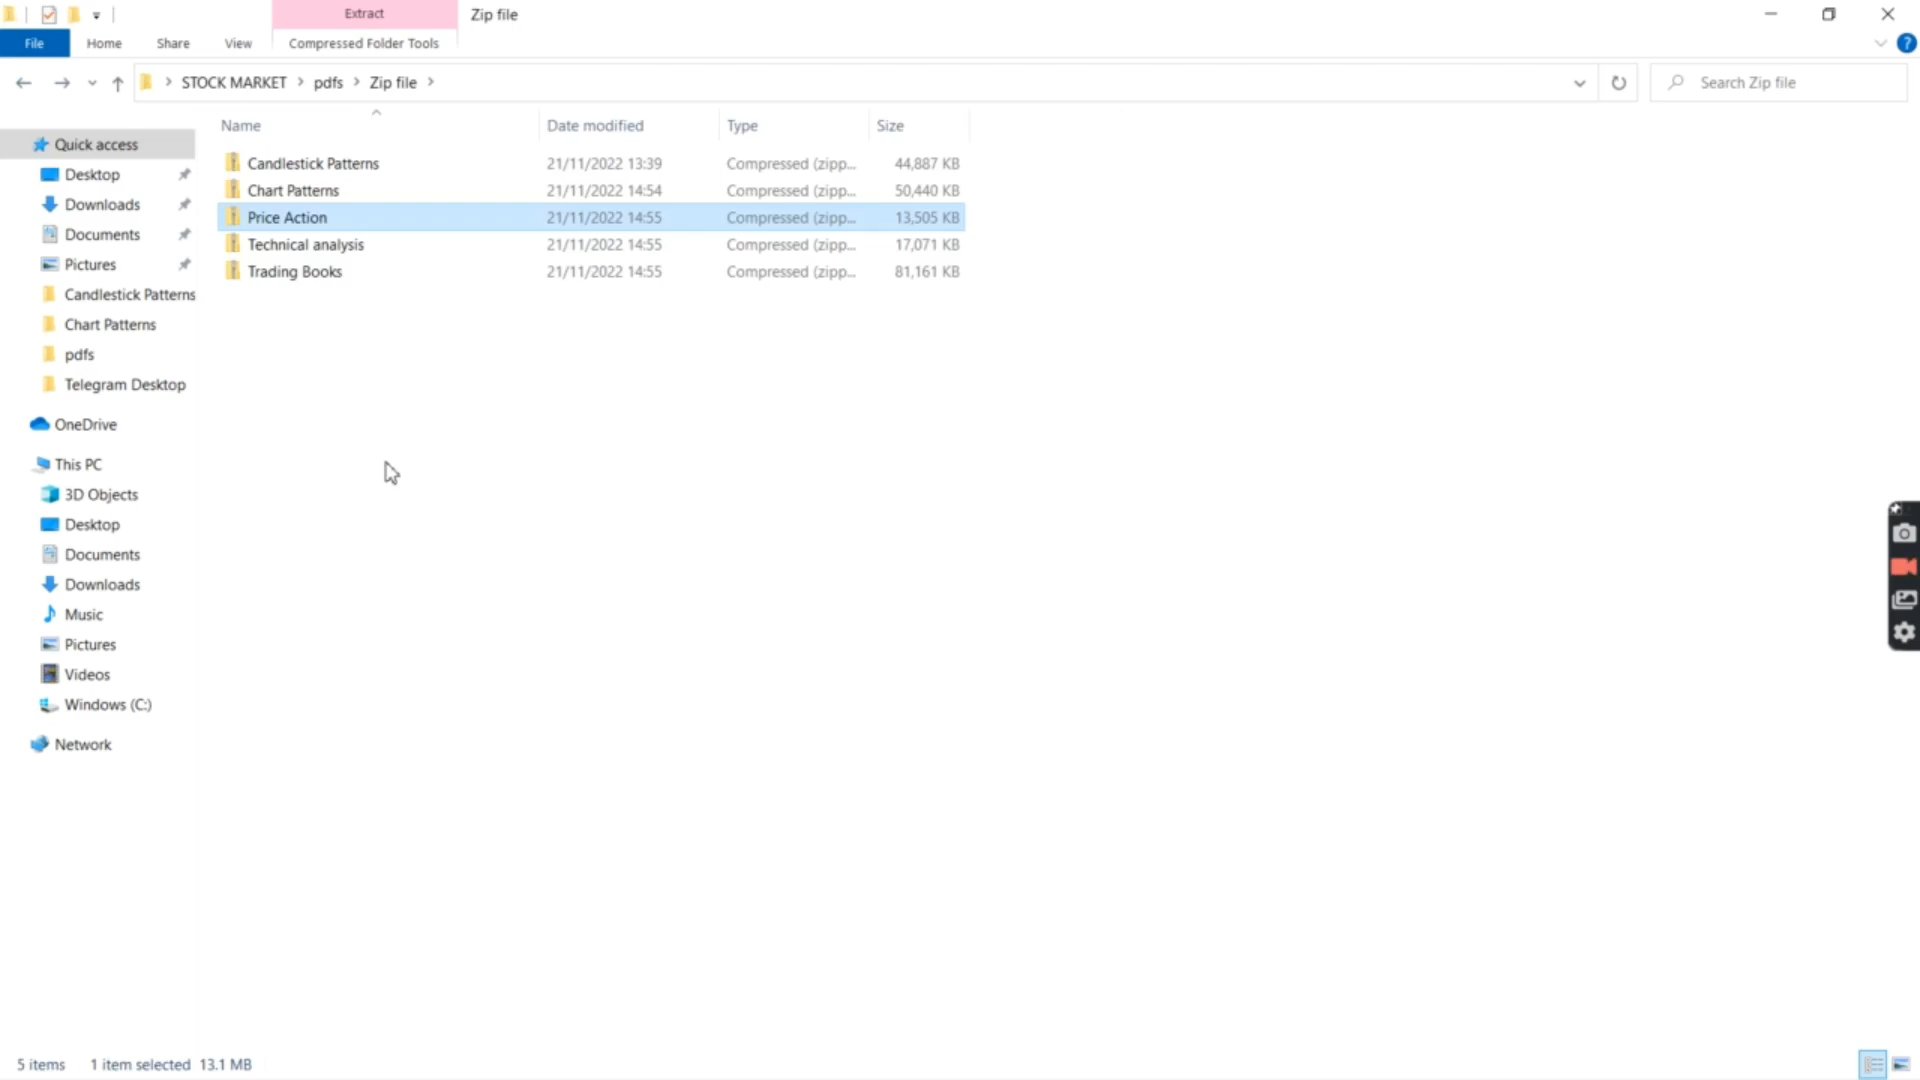 Extract Zip file
File Home Share View Compressed Folder Tools ?
STOCK MARKET pdfs Zip file Search Zip file
Name Date modified Type Size
Quick access
Desktop
Downloads
Documents
Pictures
Candlestick Patterns
Chart Patterns
pdfs
Telegram Desktop
OneDrive
This PC
3D Objects
Desktop
Documents
Downloads
Music
Pictures
Videos
Windows (C:)
Network
Candlestick Patterns 21/11/2022 13:39 Compressed (zipp... 44,887 KB
Chart Patterns 21/11/2022 14:54 Compressed (zipp... 50,440 KB
Price Action 21/11/2022 14:55 Compressed (zipp... 13,505 KB
Technical analysis 21/11/2022 14:55 Compressed (zipp... 17,071 KB
Trading Books 21/11/2022 14:55 Compressed (zipp... 81,161 KB
5 items 1 item selected 13.1 MB